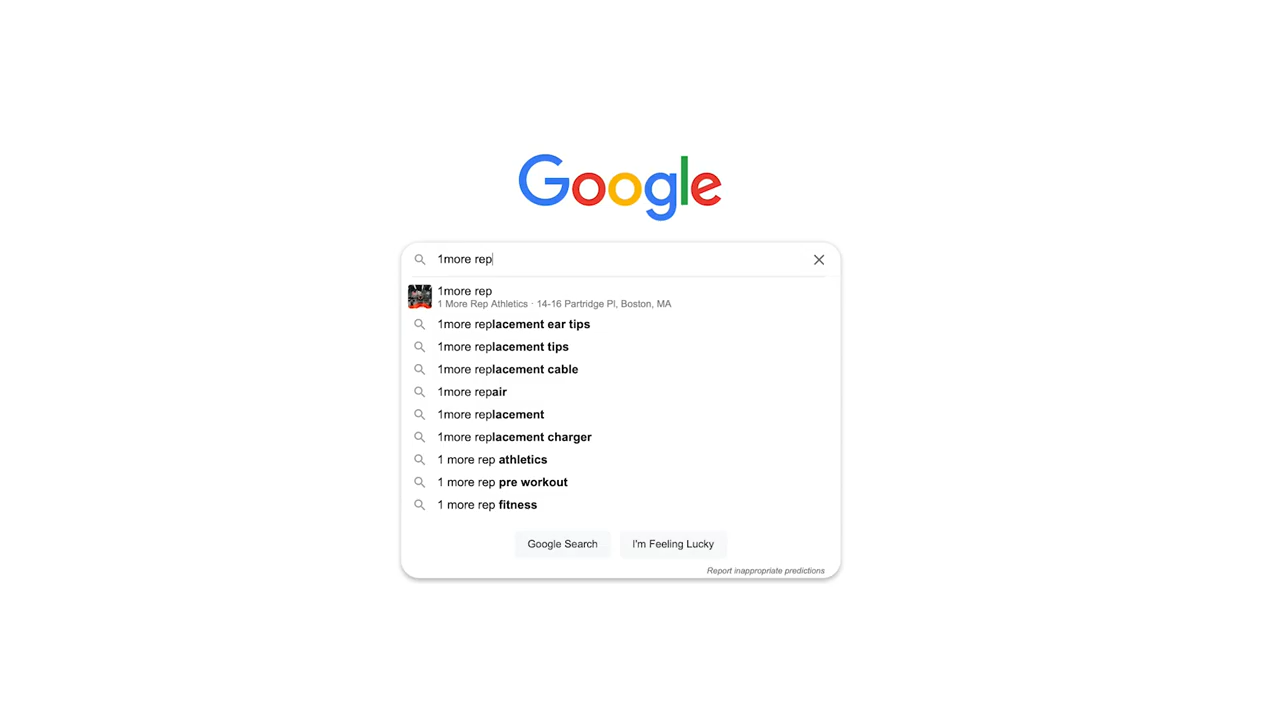 Google
1more rep
1more rep
1 More Rep Athletics · 14-16 Partridge Pl, Boston, MA
1more replacement ear tips
1more replacement tips
1more replacement cable
1more repair
1more replacement
1more replacement charger
1 more rep athletics
1 more rep pre workout
1 more rep fitness
Google Search I'm Feeling Lucky
Report inappropriate predictions